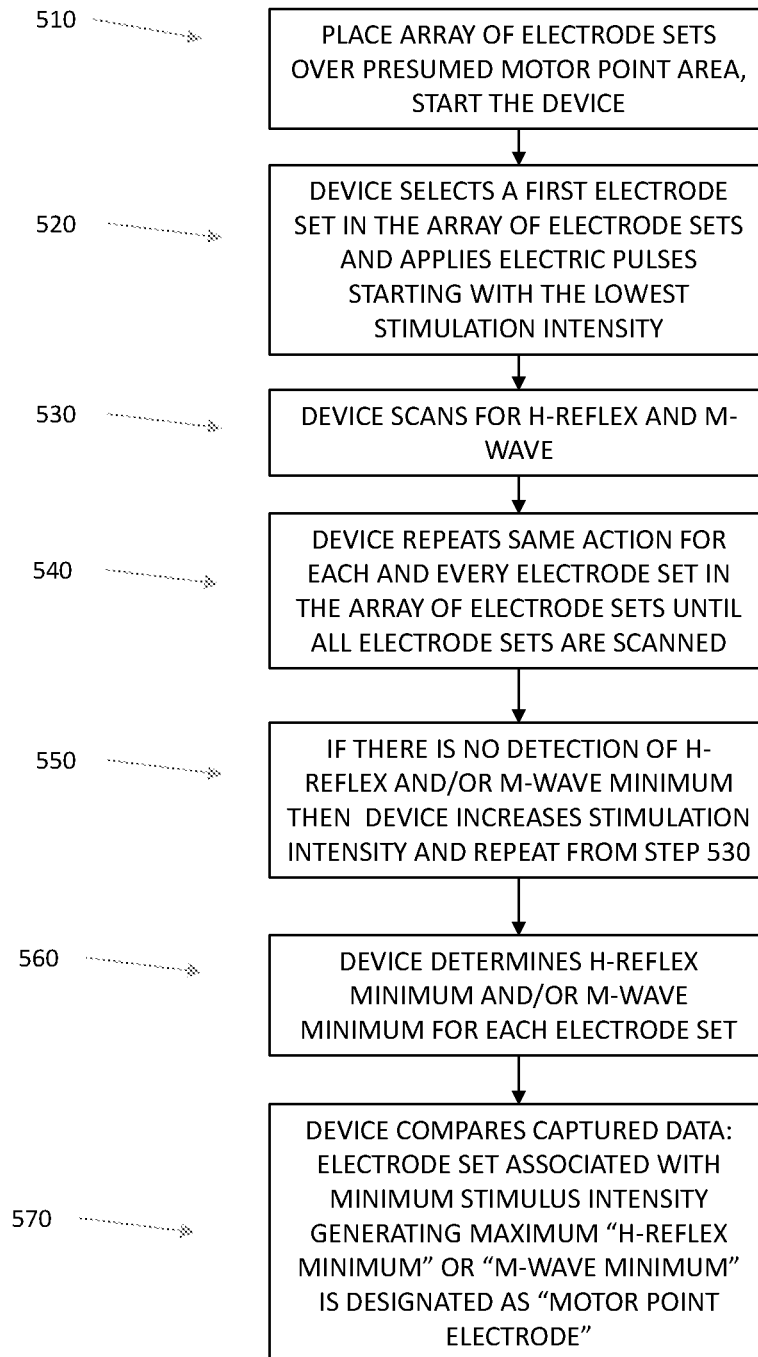 510
PLACE ARRAY OF ELECTRODE SETS
OVER PRESUMED MOTOR POINT AREA,
START THE DEVICE
520
DEVICE SELECTS A FIRST ELECTRODE
SET IN THE ARRAY OF ELECTRODE SETS
AND APPLIES ELECTRIC PULSES
STARTING WITH THE LOWEST
STIMULATION INTENSITY
530
DEVICE SCANS FOR H-REFLEX AND M-
WAVE
540
DEVICE REPEATS SAME ACTION FOR
EACH AND EVERY ELECTRODE SET IN
THE ARRAY OF ELECTRODE SETS UNTIL
ALL ELECTRODE SETS ARE SCANNED
550
IF THERE IS NO DETECTION OF H-
REFLEX AND/OR M-WAVE MINIMUM
THEN  DEVICE INCREASES STIMULATION
INTENSITY AND REPEAT FROM STEP 530
560
DEVICE DETERMINES H-REFLEX
MINIMUM AND/OR M-WAVE
MINIMUM FOR EACH ELECTRODE SET
570
DEVICE COMPARES CAPTURED DATA:
ELECTRODE SET ASSOCIATED WITH
MINIMUM STIMULUS INTENSITY
GENERATING MAXIMUM “H-REFLEX
MINIMUM” OR “M-WAVE MINIMUM”
IS DESIGNATED AS “MOTOR POINT
ELECTRODE”